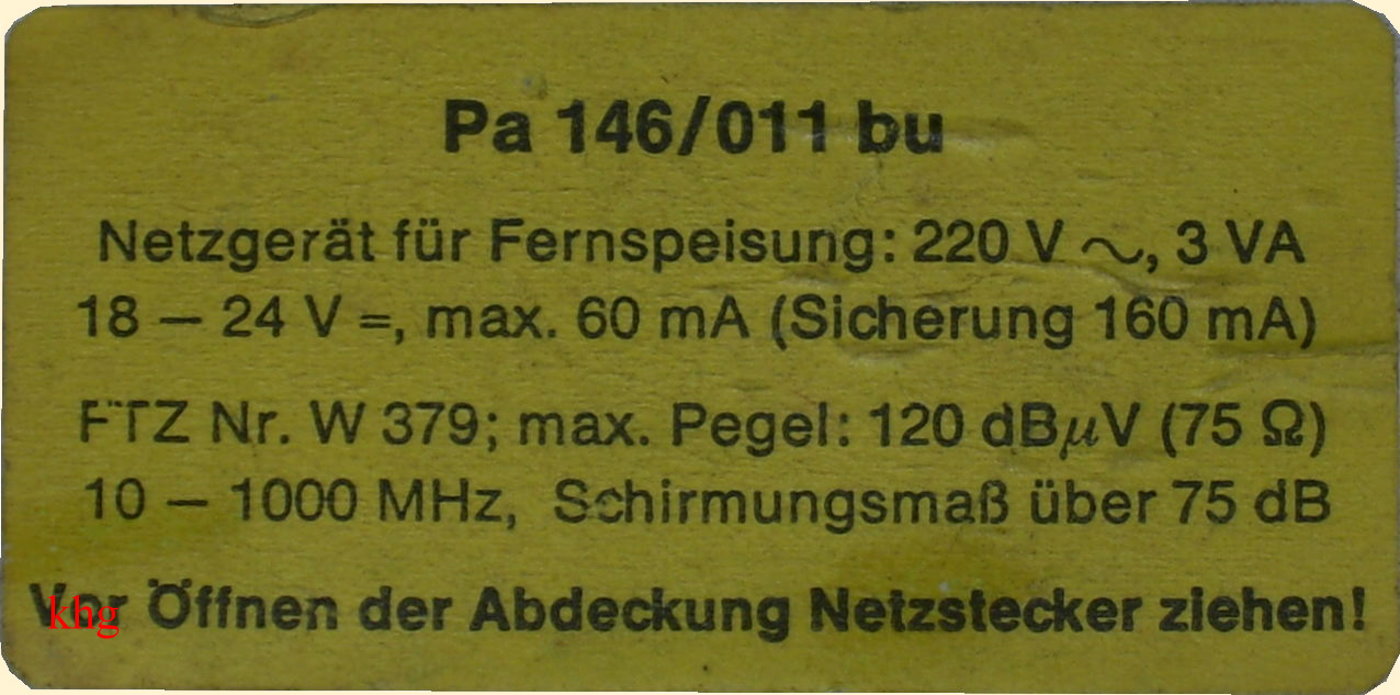 Pa 146/011 bu
Netzgerät für Fernspeisung: 220 V ∼, 3 VA
18 – 24 V =, max. 60 mA (Sicherung 160 mA)
FTZ Nr. W 379; max. Pegel: 120 dBμV (75 Ω)
10 – 1000 MHz, Schirmungsmaß über 75 dB
Vor Öffnen der Abdeckung Netzstecker ziehen!
khg